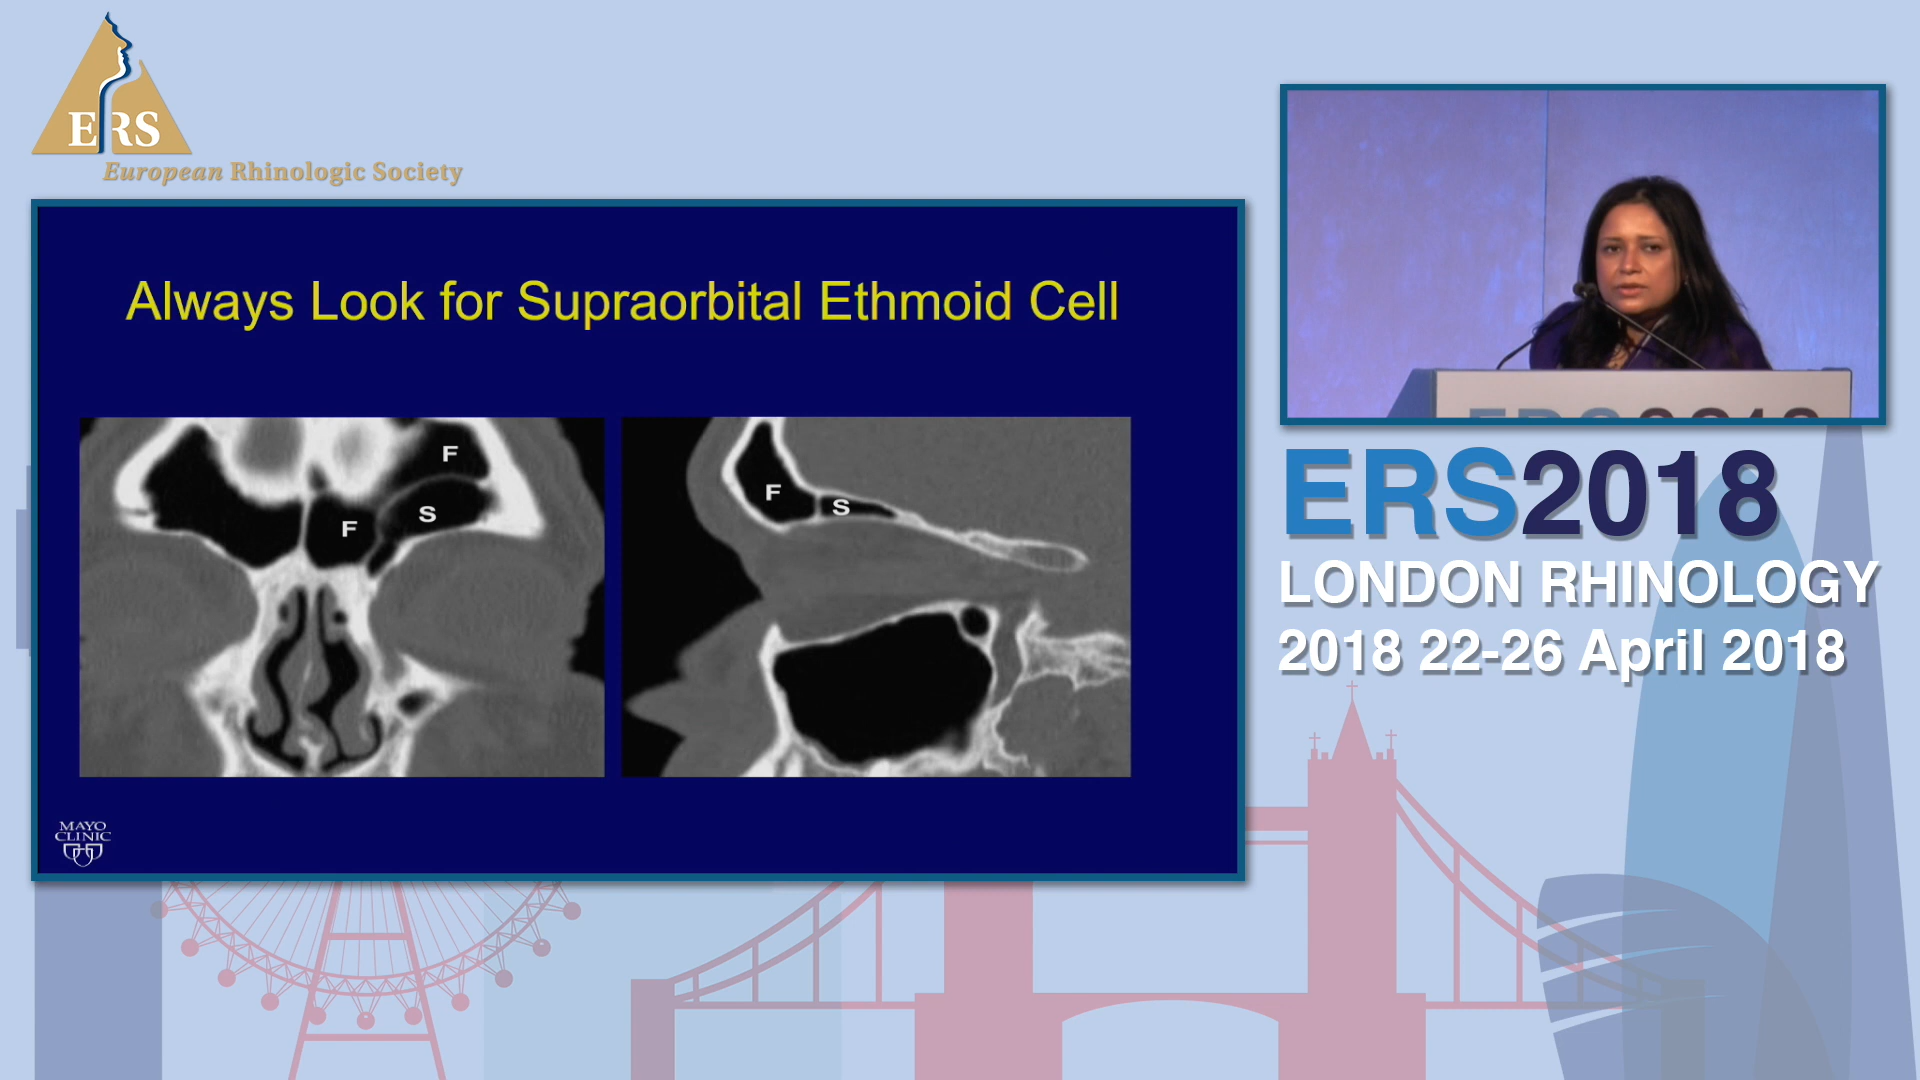 ERS
European Rhinologic Society
Always Look for Supraorbital Ethmoid Cell
F
F
S
F
S
MAYO
CLINIC
ERS2018
LONDON RHINOLOGY
2018 22-26 April 2018
ERS2018